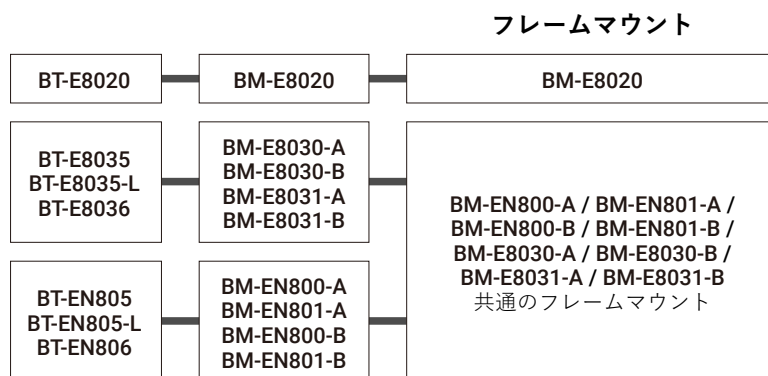 フレームマウント
BT-E8020
BM-E8020
BM-E8020
BT-E8035
BT-E8035-L
BT-E8036
BM-E8030-A
BM-E8030-B
BM-E8031-A
BM-E8031-B
BM-EN800-A / BM-EN801-A /
BM-EN800-B / BM-EN801-B /
BM-E8030-A / BM-E8030-B /
BM-E8031-A / BM-E8031-B
共通のフレームマウント
BT-EN805
BT-EN805-L
BT-EN806
BM-EN800-A
BM-EN801-A
BM-EN800-B
BM-EN801-B